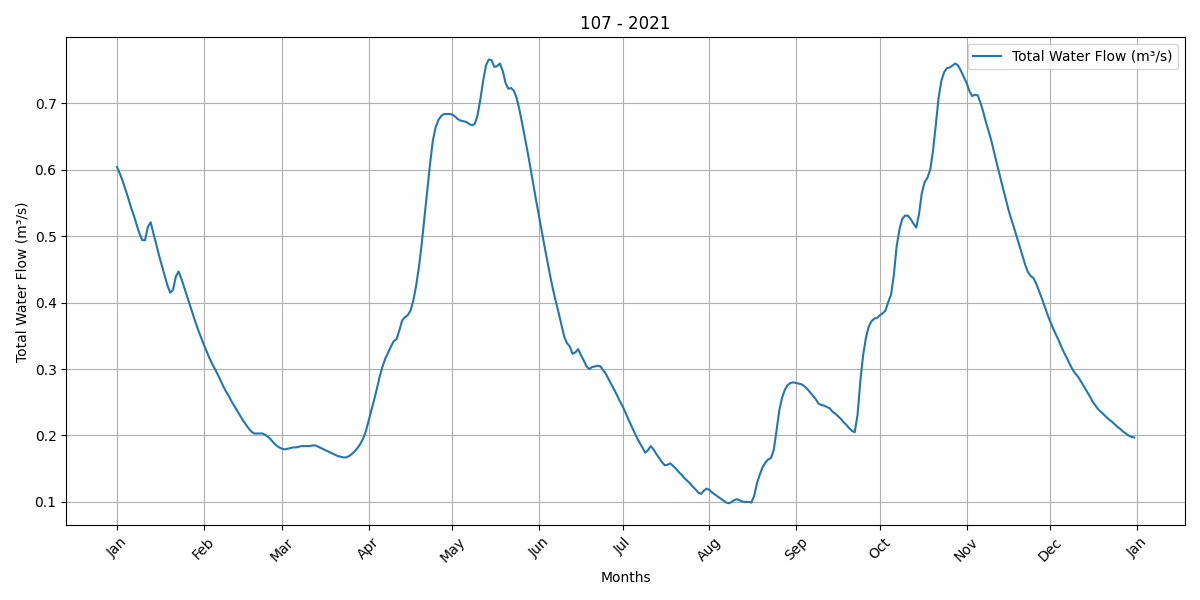 107 - 2021
Total Water Flow (m³/s)
Total Water Flow (m³/s)
0.7
0.6
0.5
0.4
0.3
0.2
0.1
Jan Feb Mar Apr May Jun Jul Aug Sep Oct Nov Dec Jan
Months